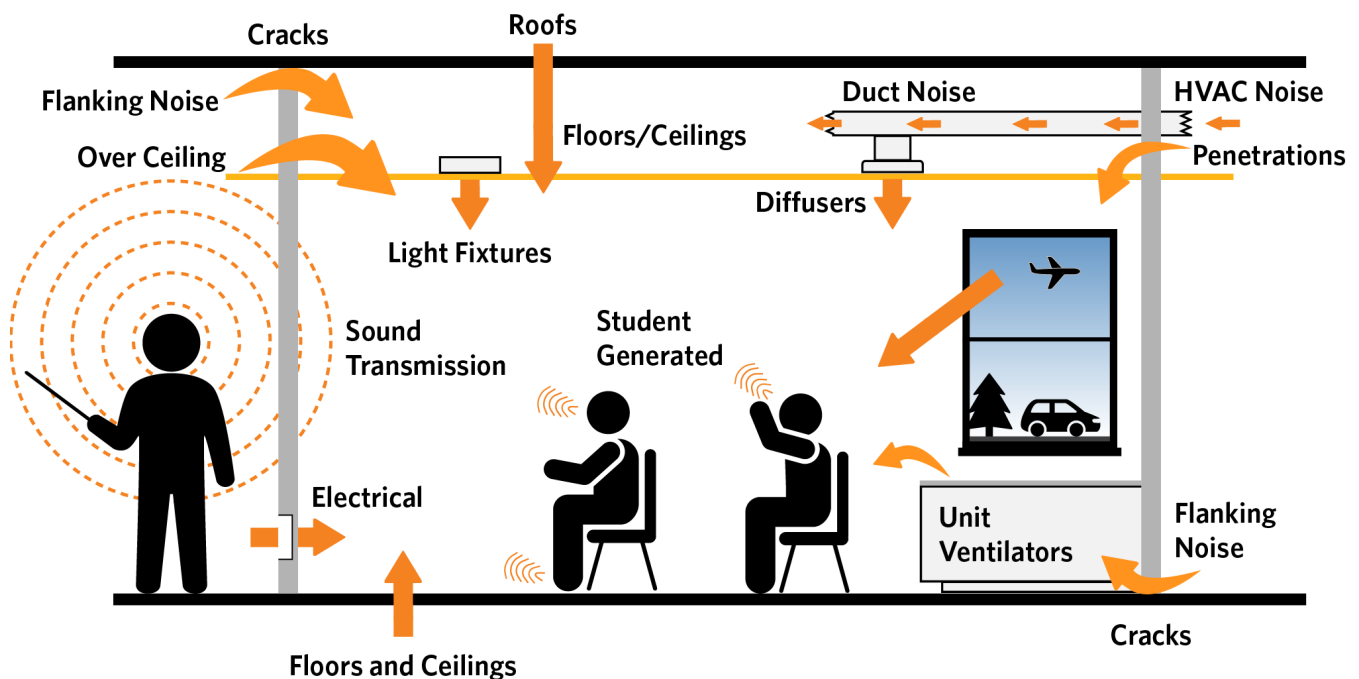 Cracks
Roofs
Flanking Noise
Duct Noise
HVAC Noise
Over Ceiling
Floors/Ceilings
Penetrations
Light Fixtures
Diffusers
Sound
Transmission
Student
Generated
Electrical
Unit
Ventilators
Flanking
Noise
Floors and Ceilings
Cracks